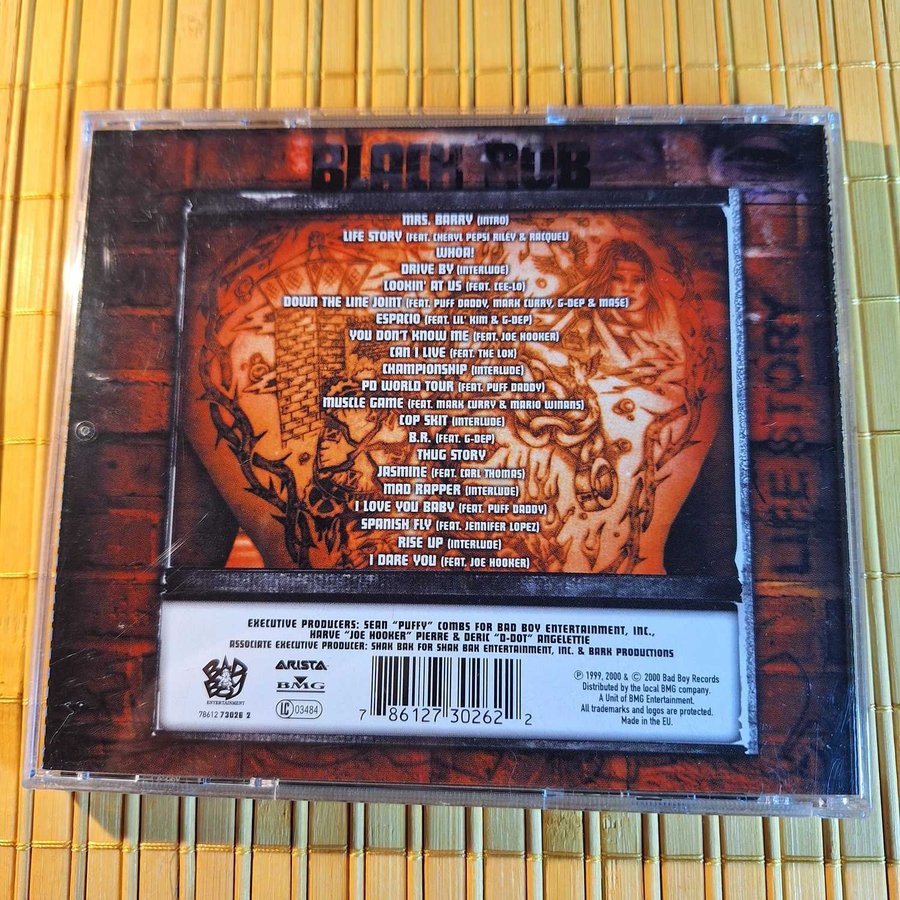 BLACK ROB
MRS. BARRY (INTRO)
LIFE STORY (FEAT. CHERYL PEPSI RILEY & RACQUEL)
WHOA!
DRIVE BY (INTERLUDE)
LOOKIN' AT US (FEAT. CEE-LO)
DOWN THE LINE JOINT (FEAT. PUFF DADDY, MARK CURRY, G-DEP & MASE)
ESPACIO (FEAT. LIL' KIM & G-DEP)
YOU DON'T KNOW ME (FEAT. JOE HOOKER)
CAN I LIVE (FEAT. THE LOX)
CHAMPIONSHIP (INTERLUDE)
PD WORLD TOUR (FEAT. PUFF DADDY)
MUSCLE GAME (FEAT. MARK CURRY & MARIO WINANS)
COP SKIT (INTERLUDE)
B.R. (FEAT. G-DEP)
THUG STORY
JASMINE (FEAT. CARL THOMAS)
MAD RAPPER (INTERLUDE)
I LOVE YOU BABY (FEAT. PUFF DADDY)
SPANISH FLY (FEAT. JENNIFER LOPEZ)
RISE UP (INTERLUDE)
I DARE YOU (FEAT. JOE HOOKER)
LIFE STORY
EXECUTIVE PRODUCERS: SEAN "PUFFY" COMBS FOR BAD BOY ENTERTAINMENT, INC.,
HARVE "JOE HOOKER" PIERRE & DERIC "D-DOT" ANGELETTIE
ASSOCIATE EXECUTIVE PRODUCER: SHAK BAK FOR SHAK BAK ENTERTAINMENT, INC. & BARK PRODUCTIONS
BAD BOY
ENTERTAINMENT
78612 73026 2
ARISTA
BMG
LC 03484
7 86127 30262 2
℗ 1999, 2000 & © 2000 Bad Boy Records
Distributed by the local BMG company.
A Unit of BMG Entertainment.
All trademarks and logos are protected.
Made in the EU.